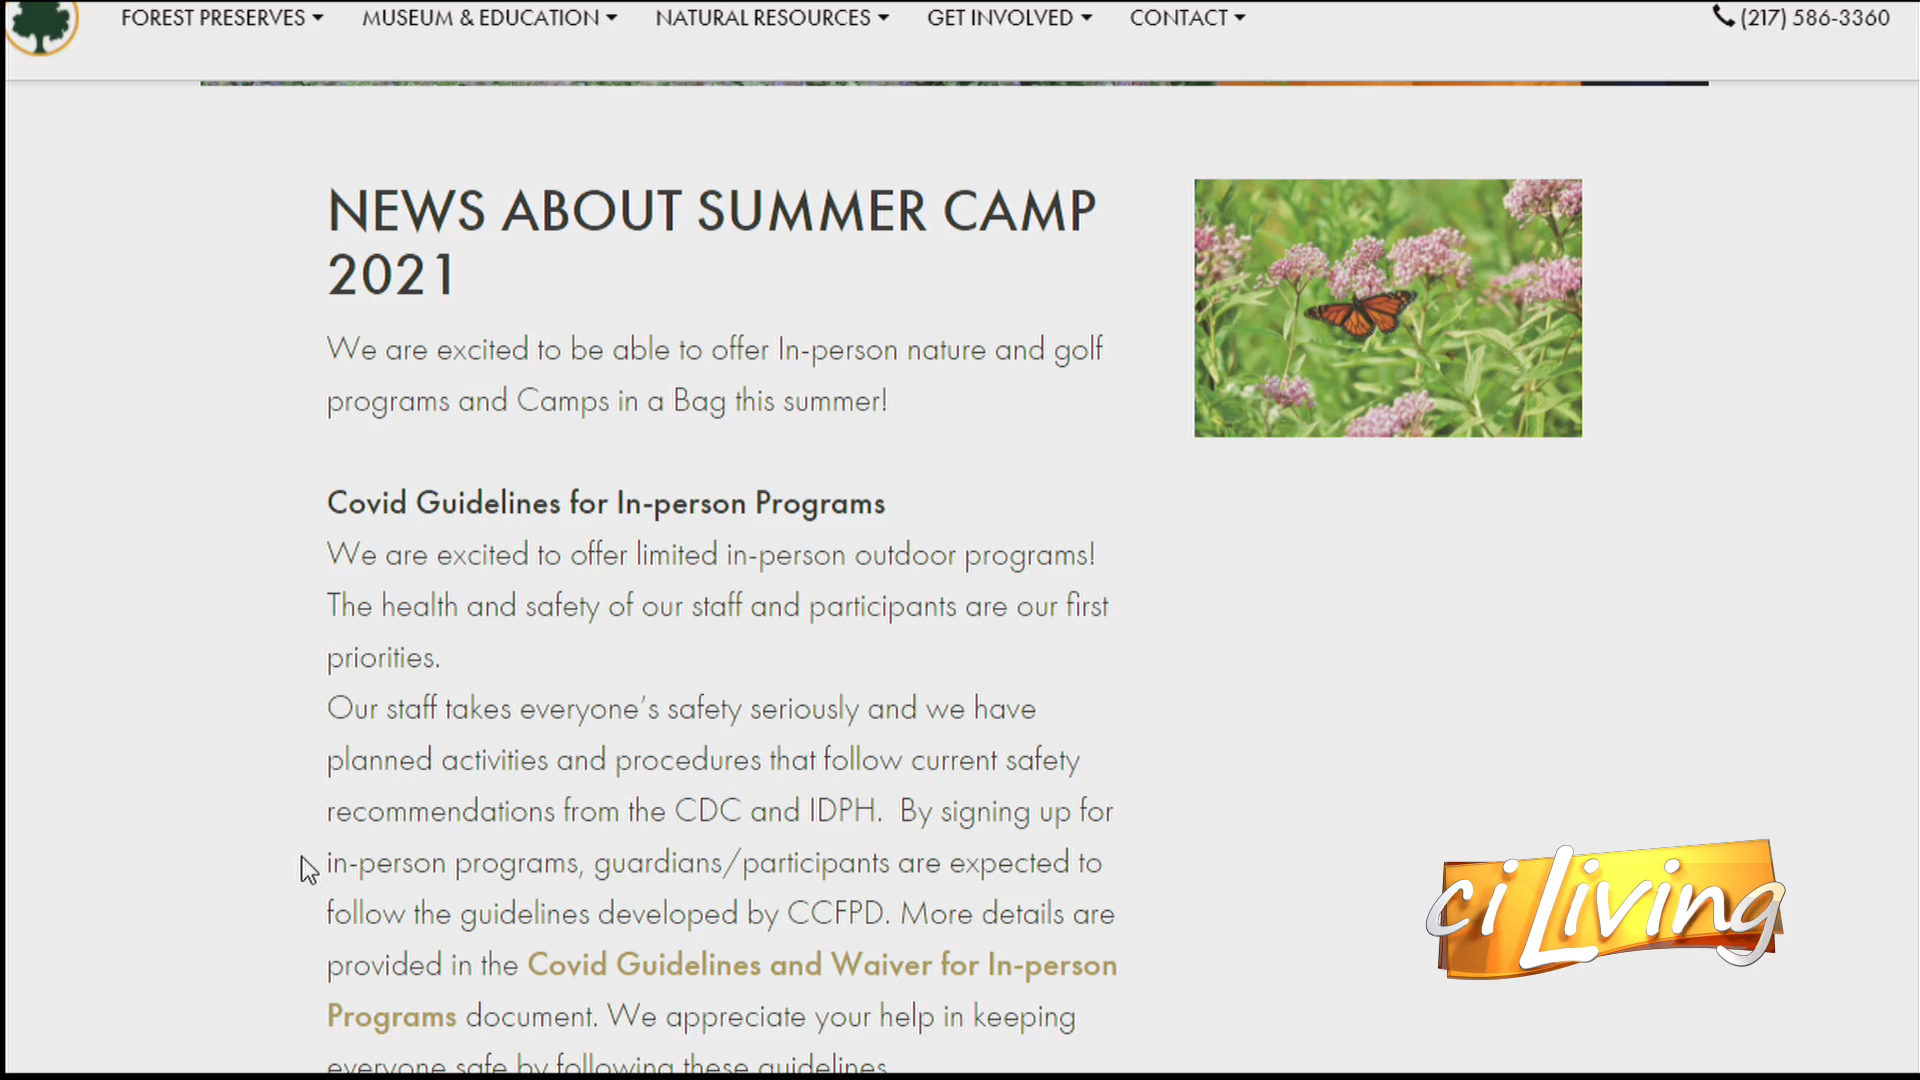 FOREST PRESERVES MUSEUM & EDUCATION NATURAL RESOURCES GET INVOLVED CONTACT (217) 586-3360
NEWS ABOUT SUMMER CAMP
2021
We are excited to be able to offer In-person nature and golf
programs and Camps in a Bag this summer!
Covid Guidelines for In-person Programs
We are excited to offer limited in-person outdoor programs!
The health and safety of our staff and participants are our first
priorities.
Our staff takes everyone’s safety seriously and we have
planned activities and procedures that follow current safety
recommendations from the CDC and IDPH.  By signing up for
in-person programs, guardians/participants are expected to
follow the guidelines developed by CCFPD. More details are
provided in the Covid Guidelines and Waiver for In-person
Programs document. We appreciate your help in keeping
everyone safe by following these guidelines
ci Living